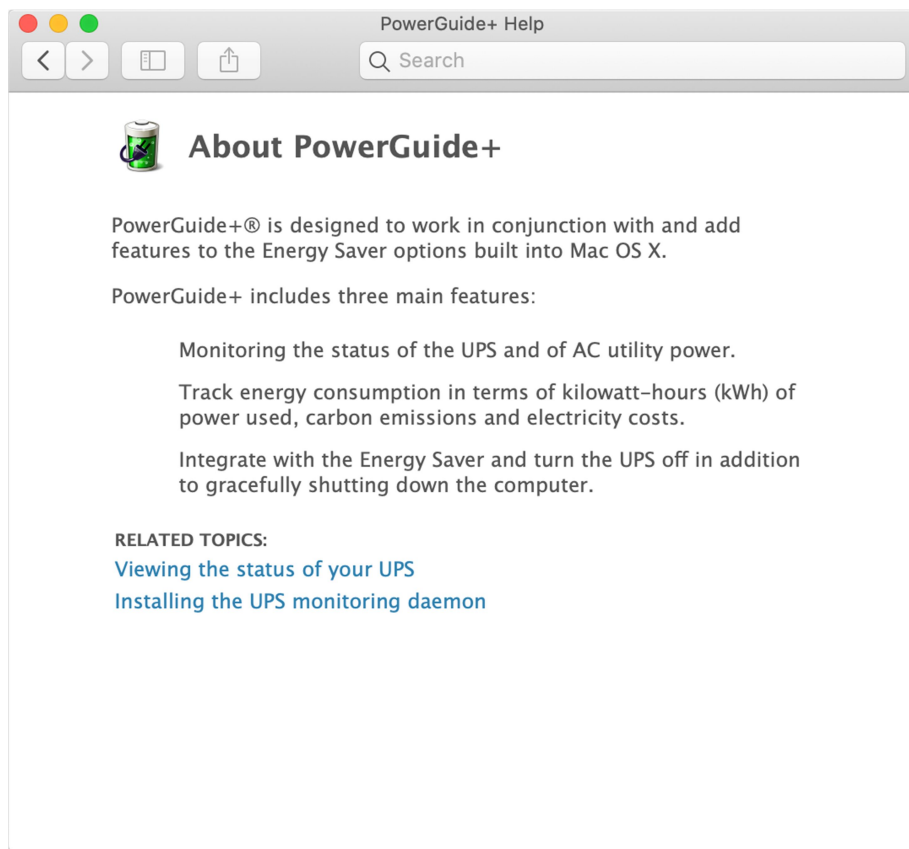 PowerGuide+ Help
Search
About PowerGuide+
PowerGuide+® is designed to work in conjunction with and add
features to the Energy Saver options built into Mac OS X.
PowerGuide+ includes three main features:
Monitoring the status of the UPS and of AC utility power.
Track energy consumption in terms of kilowatt-hours (kWh) of
power used, carbon emissions and electricity costs.
Integrate with the Energy Saver and turn the UPS off in addition
to gracefully shutting down the computer.
RELATED TOPICS:
Viewing the status of your UPS
Installing the UPS monitoring daemon